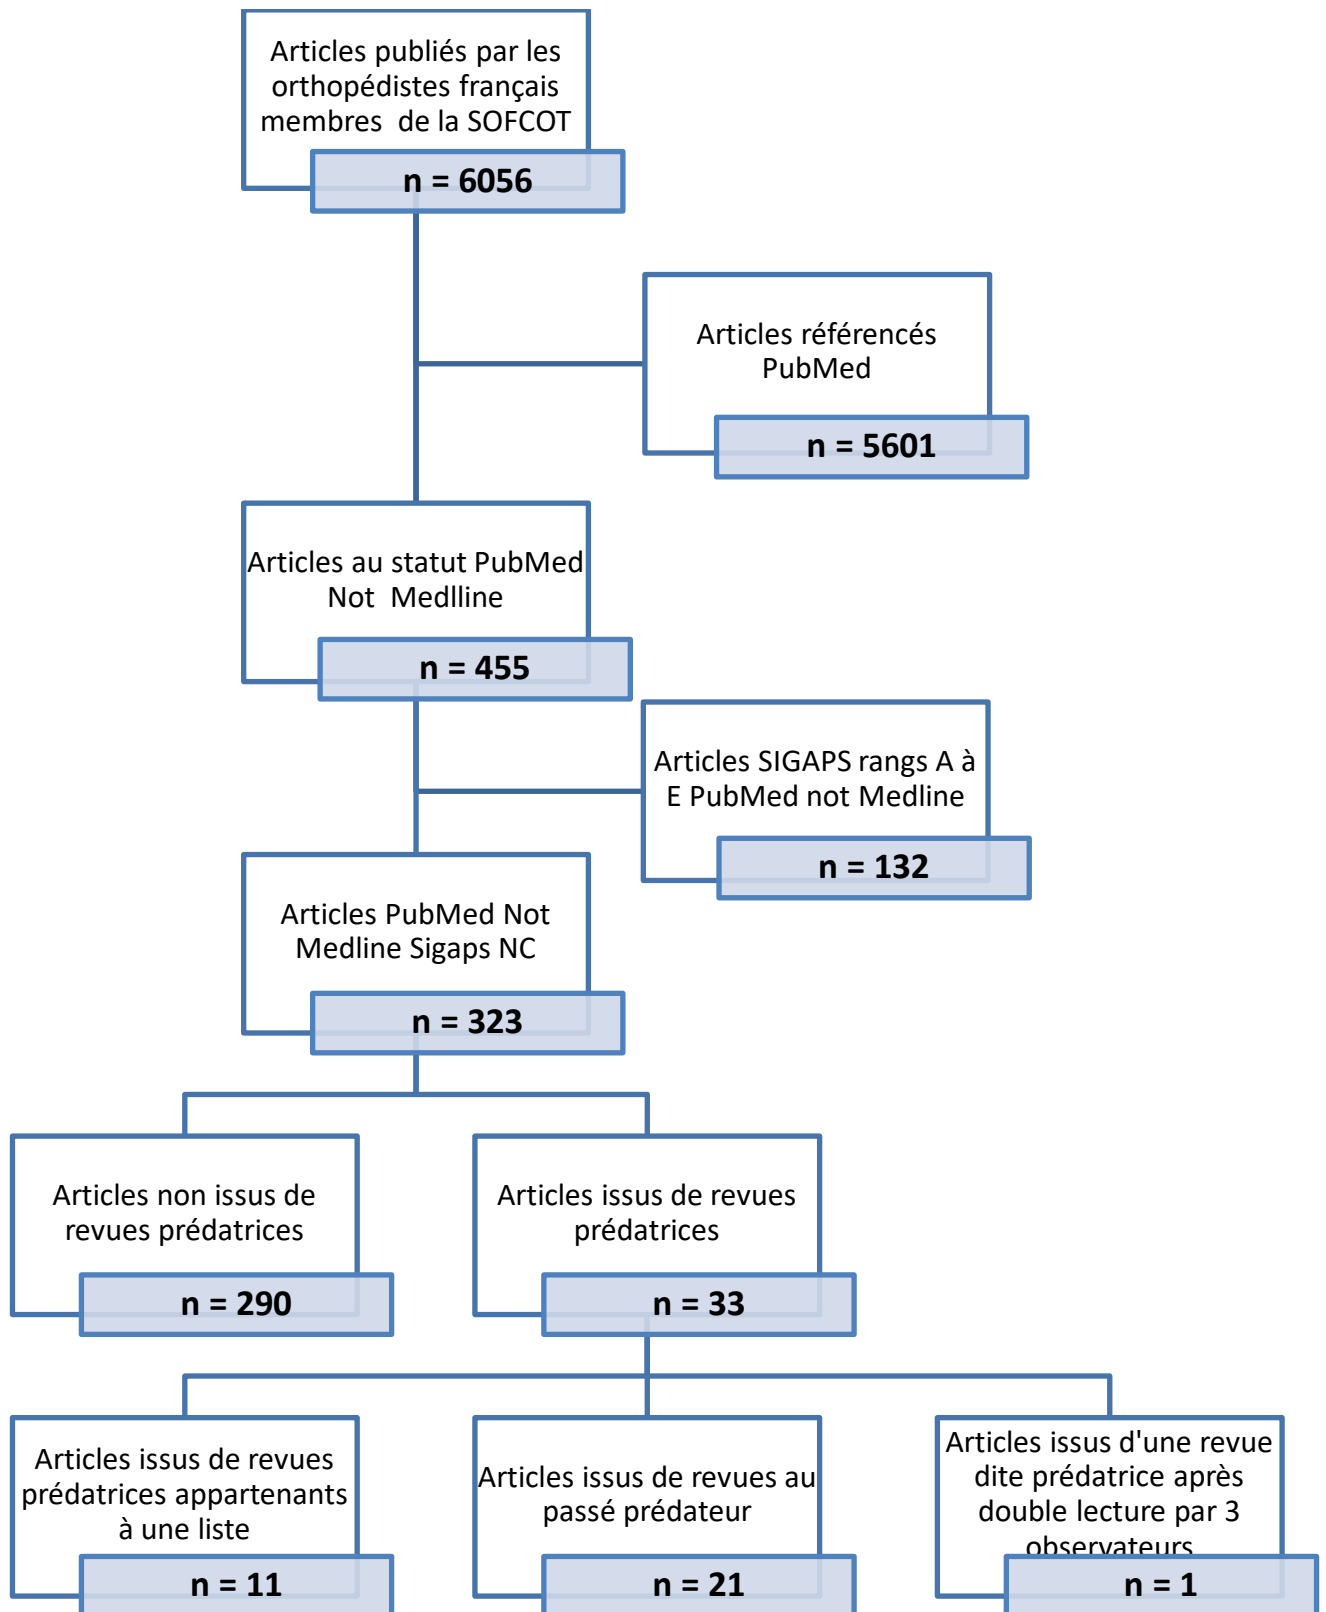 Articles publiés par les
orthopédistes français
membres  de la SOFCOT
n = 6056
Articles référencés
PubMed
n = 5601
Articles au statut PubMed
Not  Medlline
n = 455
Articles SIGAPS rangs A à
E PubMed not Medline
n = 132
Articles PubMed Not
Medline Sigaps NC
n = 323
Articles non issus de
revues prédatrices
n = 290
Articles issus de revues
prédatrices
n = 33
Articles issus de revues
prédatrices appartenants
à une liste
n = 11
Articles issus de revues au
passé prédateur
n = 21
Articles issus d'une revue
dite prédatrice après
double lecture par 3
observateurs
n = 1